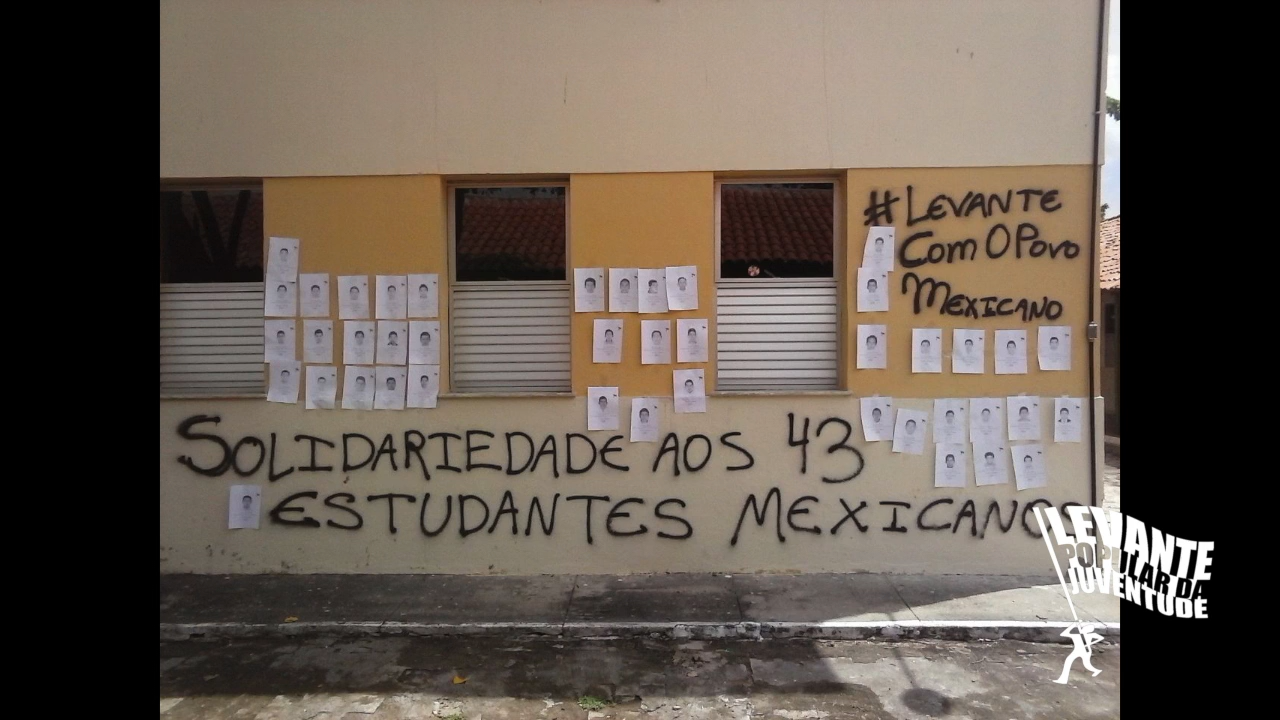 #LEVANTE
COM O POVO
MEXICANO
SOLIDARIEDADE AOS 43
ESTUDANTES MEXICANOS
LEVANTE
POPULAR DA
JUVENTUDE